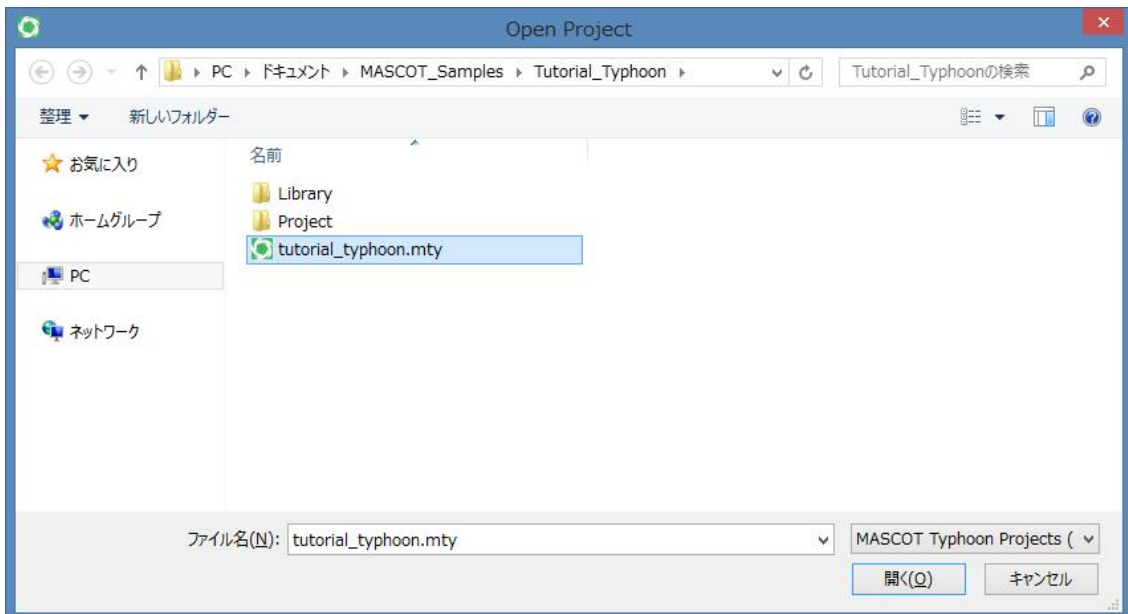 Open Project
PC ドキュメント MASCOT_Samples Tutorial_Typhoon Tutorial_Typhoonの検索
整理 新しいフォルダー
お気に入り
ホームグループ
PC
ネットワーク
名前
Library
Project
tutorial_typhoon.mty
ファイル名(N): tutorial_typhoon.mty MASCOT Typhoon Projects (
開く(O) キャンセル